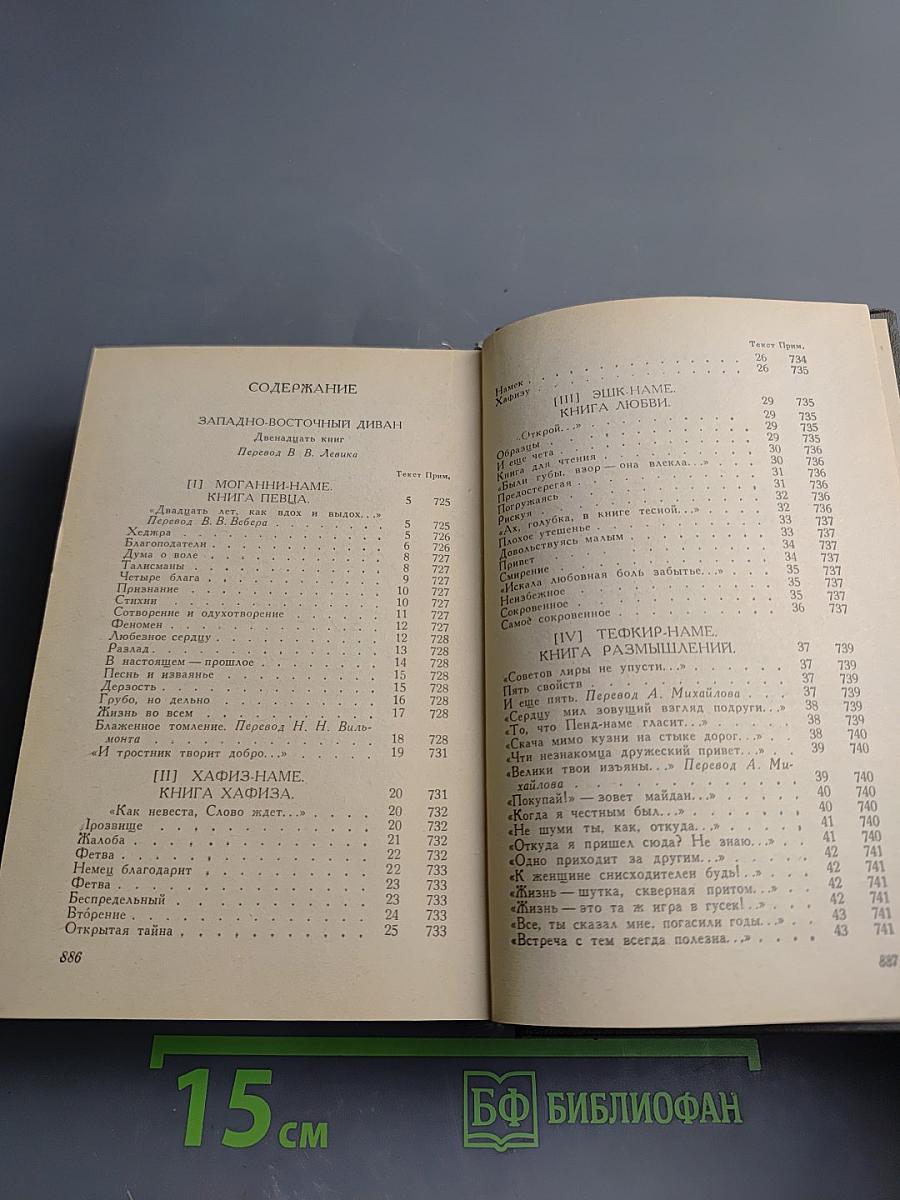 СОДЕРЖАНИЕ
ЗАПАДНО-ВОСТОЧНЫЙ ДИВАН
Двенадцать книг
Перевод В В. Левика
Текст Прим.
[I] МОГАННИ-НАМЕ.
КНИГА ПЕВЦА. 5 725
«Двадцать лет, как вдох и выдох...»
Перевод В. В. Вебера 5 725
Хеджра 5 726
Благоподатели 6 726
Дума о воле 8 727
Талисманы 8 727
Четыре блага 9 727
Признание 10 727
Стихии 10 727
Сотворение и одухотворение 11 727
Феномен 12 727
Любезное сердцу 12 728
Разлад 13 728
В настоящем — прошлое 14 728
Песнь и изваянье 15 728
Дерзость 15 728
Грубо, но дельно 16 728
Жизнь во всем 17 728
Блаженное томление. Перевод Н. Н. Виль-
монта 18 728
«И тростник творит добро...» 19 731
[II] ХАФИЗ-НАМЕ.
КНИГА ХАФИЗА. 20 731
«Как невеста, Слово ждет...» 20 732
Прозвище 20 732
Жалоба 21 732
Фетва 22 732
Немец благодарит 22 733
Фетва 23 733
Беспредельный 23 733
Вторение 24 733
Открытая тайна 25 733
886
Текст Прим.
Намек 26 734
Хафизу 26 735
[III] ЭШК-НАМЕ.
КНИГА ЛЮБВИ. 29 735
«Открой...» 29 735
Образцы 29 735
И еще чета 29 735
Книга для чтения 30 736
«Были губы, взор — она влекла...» 30 736
Предостерегая 31 736
Погружаясь 31 736
Рискуя 32 736
«Ах, голубка, в книге тесной...» 32 736
Плохое утешенье 33 737
Довольствуясь малым 33 737
Привет 34 737
Смирение 34 737
«Искала любовная боль забытье...» 35 737
Неизбежное 35 737
Сокровенное 35 737
Самое сокровенное 36 737
[IV] ТЕФКИР-НАМЕ.
КНИГА РАЗМЫШЛЕНИЙ. 37 739
«Советов лиры не упусти...» 37 739
Пять свойств 37 739
И еще пять. Перевод А. Михайлова 37 739
«Сердцу мил зовущий взгляд подруги...» 38 739
«То, что Пенд-наме гласит...» 38 739
«Скача мимо кузни на стыке дорог...» 38 740
«Чти незнакомца дружеский привет...» 39 740
«Велики твои изъяны...» Перевод А. Ми-
хайлова 39 740
«Покупай!» — зовет майдан...» 40 740
«Когда я честным был...» 40 740
«Не шуми ты, как, откуда...» 41 740
«Откуда я пришел сюда? Не знаю...» 41 740
«Одно приходит за другим...» 42 741
«К женщине снисходителен будь!..» 42 741
«Жизнь — шутка, скверная притом...» 42 741
«Жизнь — это та ж игра в гусек!..» 42 741
«Все, ты сказал мне, погасили годы...» 43 741
«Встреча с тем всегда полезна...» 43 741
887
15 см
БФ БИБЛИОФАН